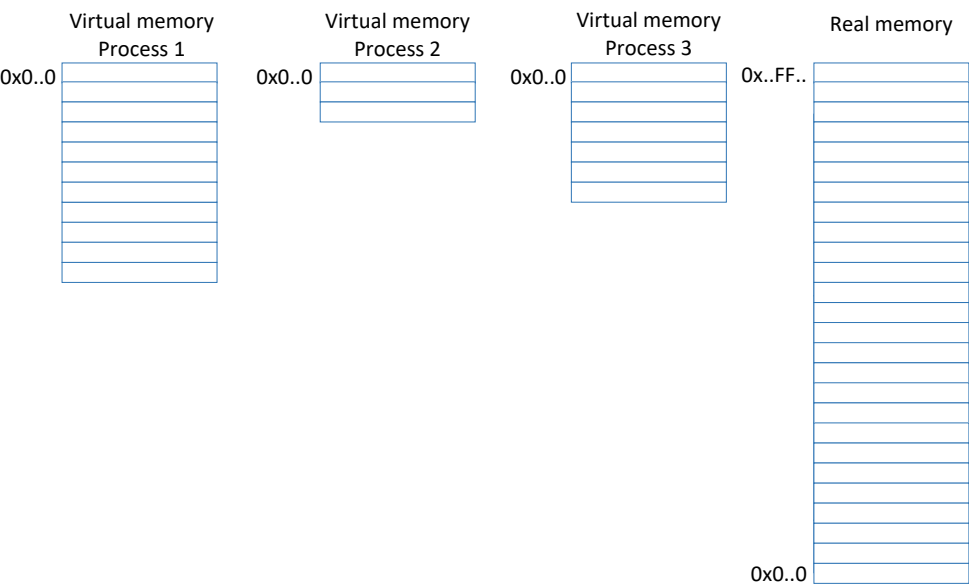 Virtual memory
Process 1
Virtual memory
Process 2
Virtual memory
Process 3
Real memory
0x0..0
0x0..0
0x0..0
0x..FF..
0x0..0